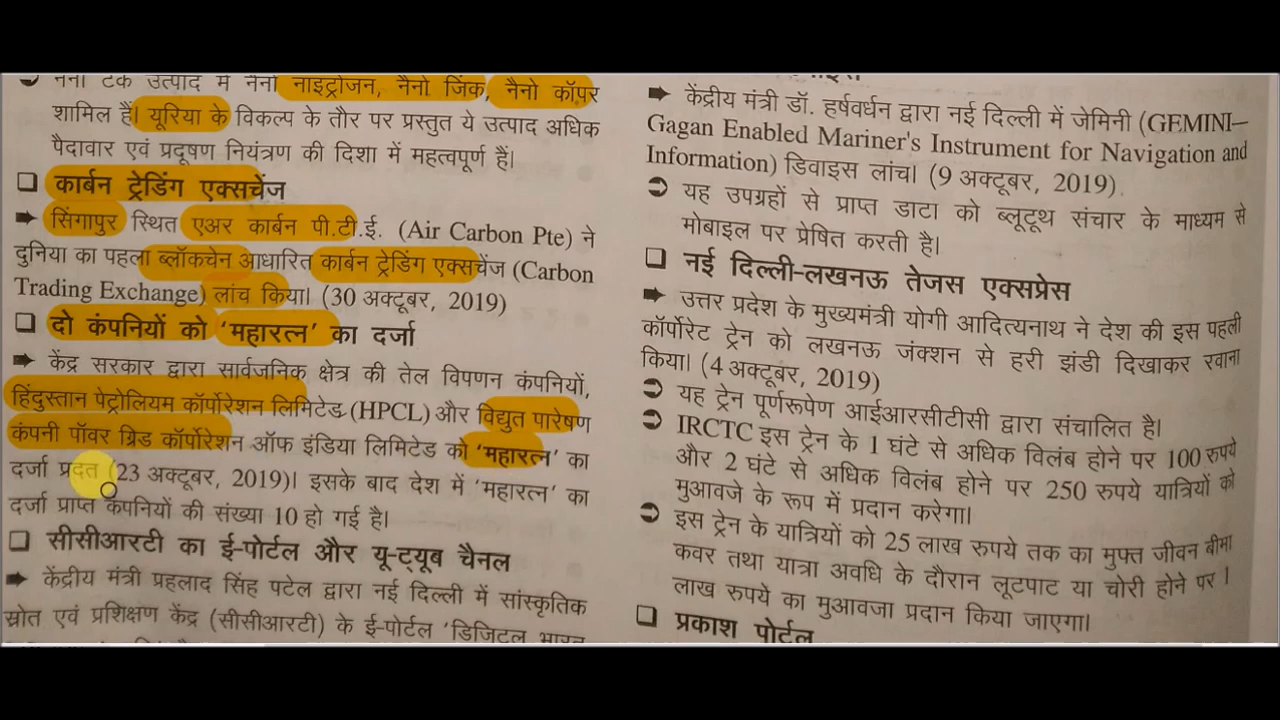 नैनो टेक उत्पाद में नैनो नाइट्रोजन, नैनो जिंक, नैनो कॉपर
शामिल हैं। यूरिया के विकल्प के तौर पर प्रस्तुत ये उत्पाद अधिक
पैदावार एवं प्रदूषण नियंत्रण की दिशा में महत्वपूर्ण हैं।
❑ कार्बन ट्रेडिंग एक्सचेंज
➡ सिंगापुर स्थित एअर कार्बन पी.टी.ई. (Air Carbon Pte) ने
दुनिया का पहला ब्लॉकचेन आधारित कार्बन ट्रेडिंग एक्सचेंज (Carbon
Trading Exchange) लांच किया। (30 अक्टूबर, 2019)
❑ दो कंपनियों को ‘महारत्न’ का दर्जा
➡ केंद्र सरकार द्वारा सार्वजनिक क्षेत्र की तेल विपणन कंपनियों,
हिंदुस्तान पेट्रोलियम कॉर्पोरेशन लिमिटेड (HPCL) और विद्युत पारेषण
कंपनी पॉवर ग्रिड कॉर्पोरेशन ऑफ इंडिया लिमिटेड को ‘महारत्न’ का
दर्जा प्रदत (23 अक्टूबर, 2019)। इसके बाद देश में ‘महारत्न’ का
दर्जा प्राप्त कंपनियों की संख्या 10 हो गई है।
❑ सीसीआरटी का ई-पोर्टल और यू-ट्यूब चैनल
➡ केंद्रीय मंत्री प्रहलाद सिंह पटेल द्वारा नई दिल्ली में सांस्कृतिक
स्रोत एवं प्रशिक्षण केंद्र (सीसीआरटी) के ई-पोर्टल ‘डिजिटल भारत
➡ केंद्रीय मंत्री डॉ. हर्षवर्धन द्वारा नई दिल्ली में जेमिनी (GEMINI–
Gagan Enabled Mariner's Instrument for Navigation and
Information) डिवाइस लांच। (9 अक्टूबर, 2019).
➲ यह उपग्रहों से प्राप्त डाटा को ब्लूटूथ संचार के माध्यम से
मोबाइल पर प्रेषित करती है।
❑ नई दिल्ली-लखनऊ तेजस एक्सप्रेस
➡ उत्तर प्रदेश के मुख्यमंत्री योगी आदित्यनाथ ने देश की इस पहली
कॉर्पोरेट ट्रेन को लखनऊ जंक्शन से हरी झंडी दिखाकर रवाना
किया। (4 अक्टूबर, 2019)
➲ यह ट्रेन पूर्णरूपेण आईआरसीटीसी द्वारा संचालित है।
➲ IRCTC इस ट्रेन के 1 घंटे से अधिक विलंब होने पर 100 रुपये
और 2 घंटे से अधिक विलंब होने पर 250 रुपये यात्रियों को
मुआवजे के रूप में प्रदान करेगा।
➲ इस ट्रेन के यात्रियों को 25 लाख रुपये तक का मुफ्त जीवन बीमा
कवर तथा यात्रा अवधि के दौरान लूटपाट या चोरी होने पर 1
लाख रुपये का मुआवजा प्रदान किया जाएगा।
❑ प्रकाश पोर्टल